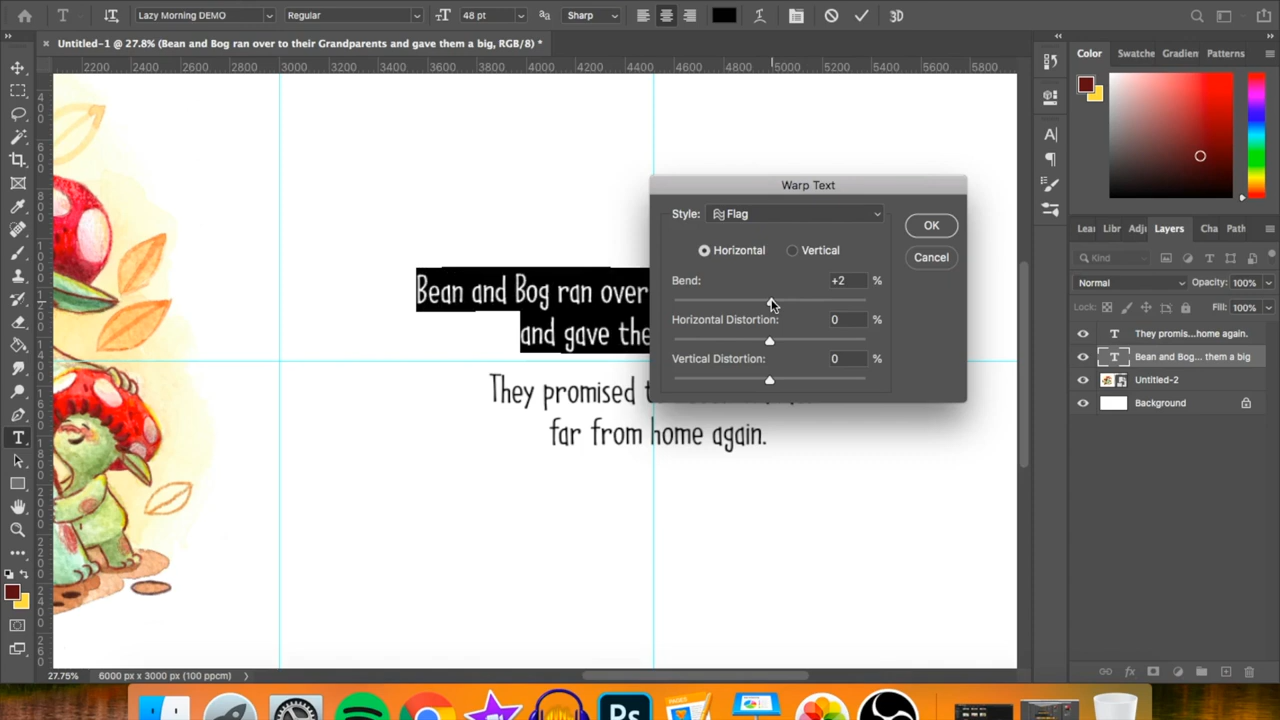 Lazy Morning DEMO
Regular
48 pt
Sharp
3D
Untitled-1 @ 27.8% (Bean and Bog ran over to their Grandparents and gave them a big, RGB/8) *
2200 2400 2600 2800 3000 3200 3400 3600 3800 4000 4200 4400 4600 4800 5000 5400 5600 5800
Color Swatche Gradien Patterns
Warp Text
Style: Flag
Horizontal Vertical
OK
Cancel
Bend: +2 %
Horizontal Distortion: 0 %
Vertical Distortion: 0 %
Bean and Bog ran over
and gave the
They promised t
far from home again.
Lear Libr Adju Layers Cha Path
Kind
Normal Opacity: 100%
Lock: Fill: 100%
They promis...home again.
Bean and Bog... them a big
Untitled-2
Background
27.75% 6000 px x 3000 px (100 ppcm)
Ps
PAGES